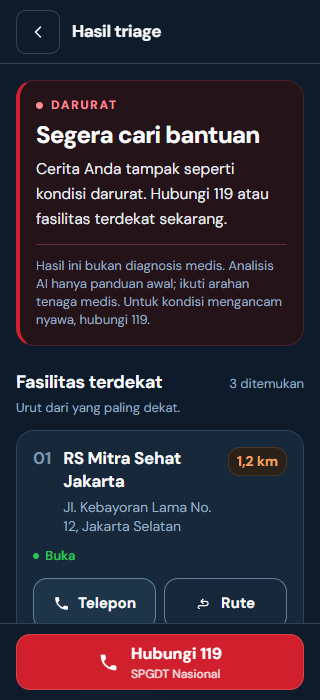 Hasil triage
DARURAT
Segera cari bantuan
Cerita Anda tampak seperti
kondisi darurat. Hubungi 119 atau
fasilitas terdekat sekarang.
Hasil ini bukan diagnosis medis. Analisis
AI hanya panduan awal; ikuti arahan
tenaga medis. Untuk kondisi mengancam
nyawa, hubungi 119.
Fasilitas terdekat
3 ditemukan
Urut dari yang paling dekat.
01
RS Mitra Sehat
Jakarta
1,2 km
Jl. Kebayoran Lama No.
12, Jakarta Selatan
Buka
Telepon
Rute
Hubungi 119
SPGDT Nasional